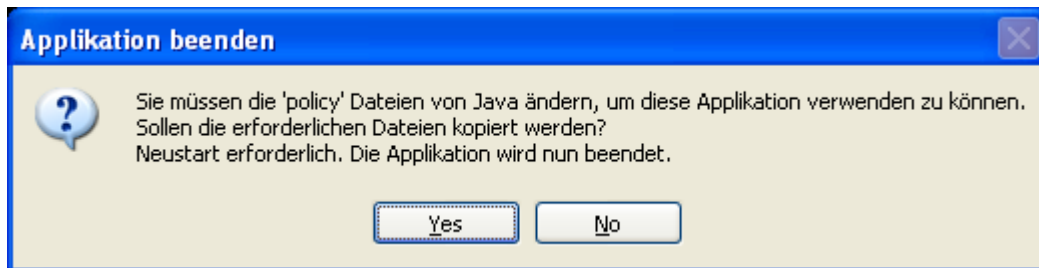 Applikation beenden
Sie müssen die 'policy' Dateien von Java ändern, um diese Applikation verwenden zu können.
Sollen die erforderlichen Dateien kopiert werden?
Neustart erforderlich. Die Applikation wird nun beendet.
Yes No